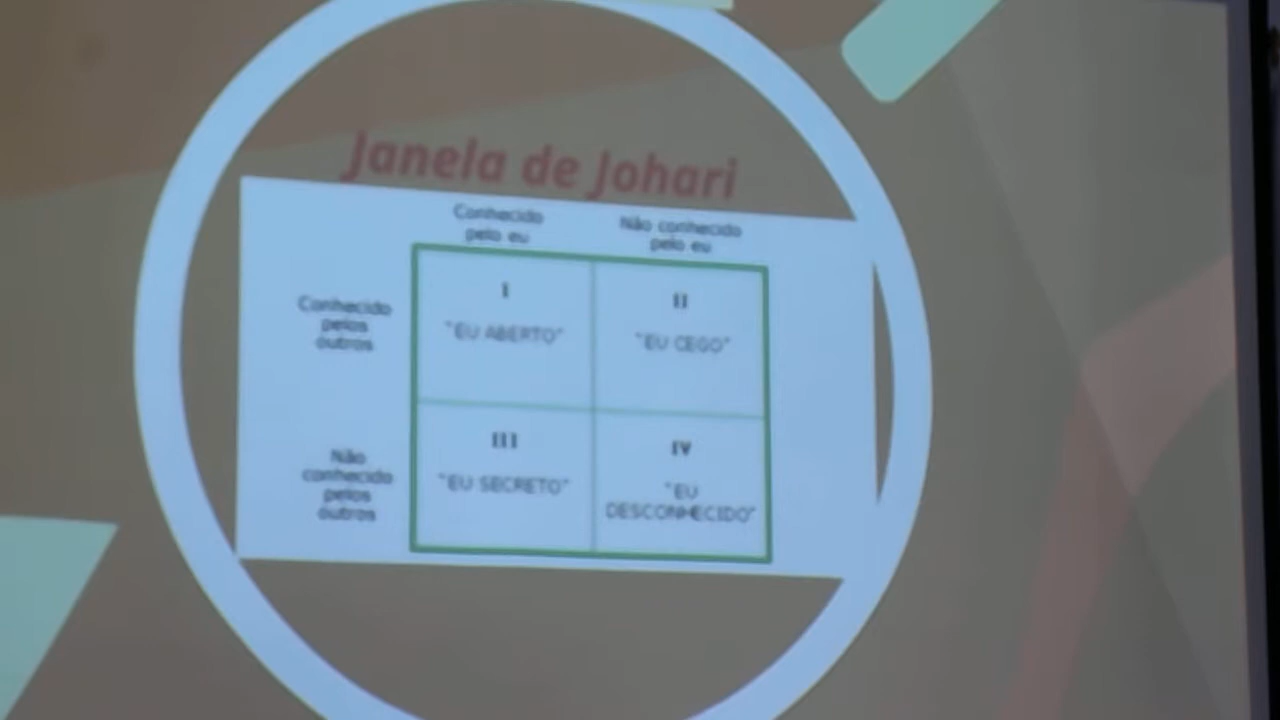 Janela de Johari
Conhecido
pelo eu
Não conhecido
pelo eu
Conhecido
pelos
outros
I
"EU ABERTO"
II
"EU CEGO"
Não
conhecido
pelos
outros
III
"EU SECRETO"
IV
"EU
DESCONHECIDO"